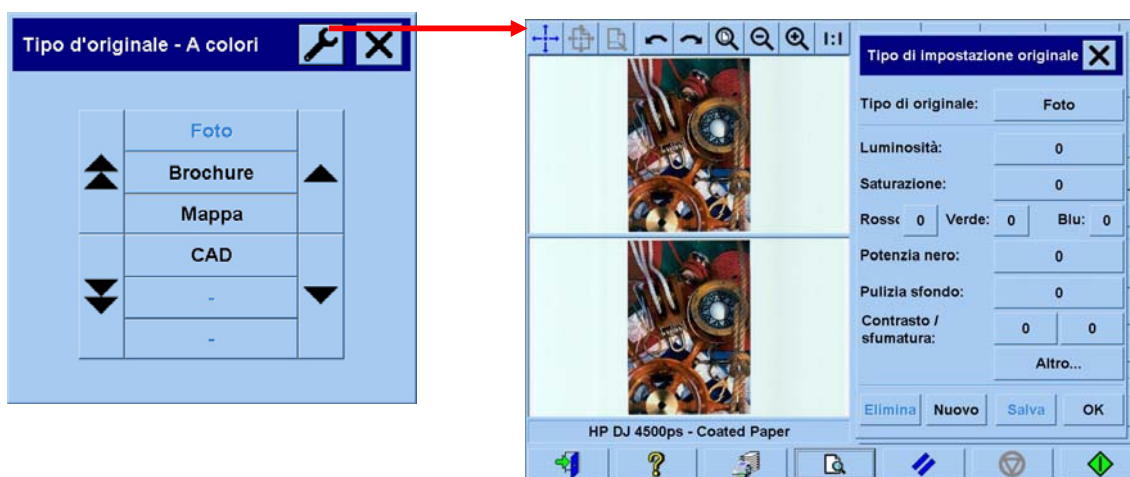 Tipo d'originale - A colori
Foto
Brochure
Mappa
CAD
-
-
1:1
Tipo di impostazione originale
Tipo di originale: Foto
Luminosità: 0
Saturazione: 0
Rosso 0 Verde: 0 Blu: 0
Potenzia nero: 0
Pulizia sfondo: 0
Contrasto / sfumatura: 0 0
Altro...
Elimina Nuovo Salva OK
HP DJ 4500ps - Coated Paper